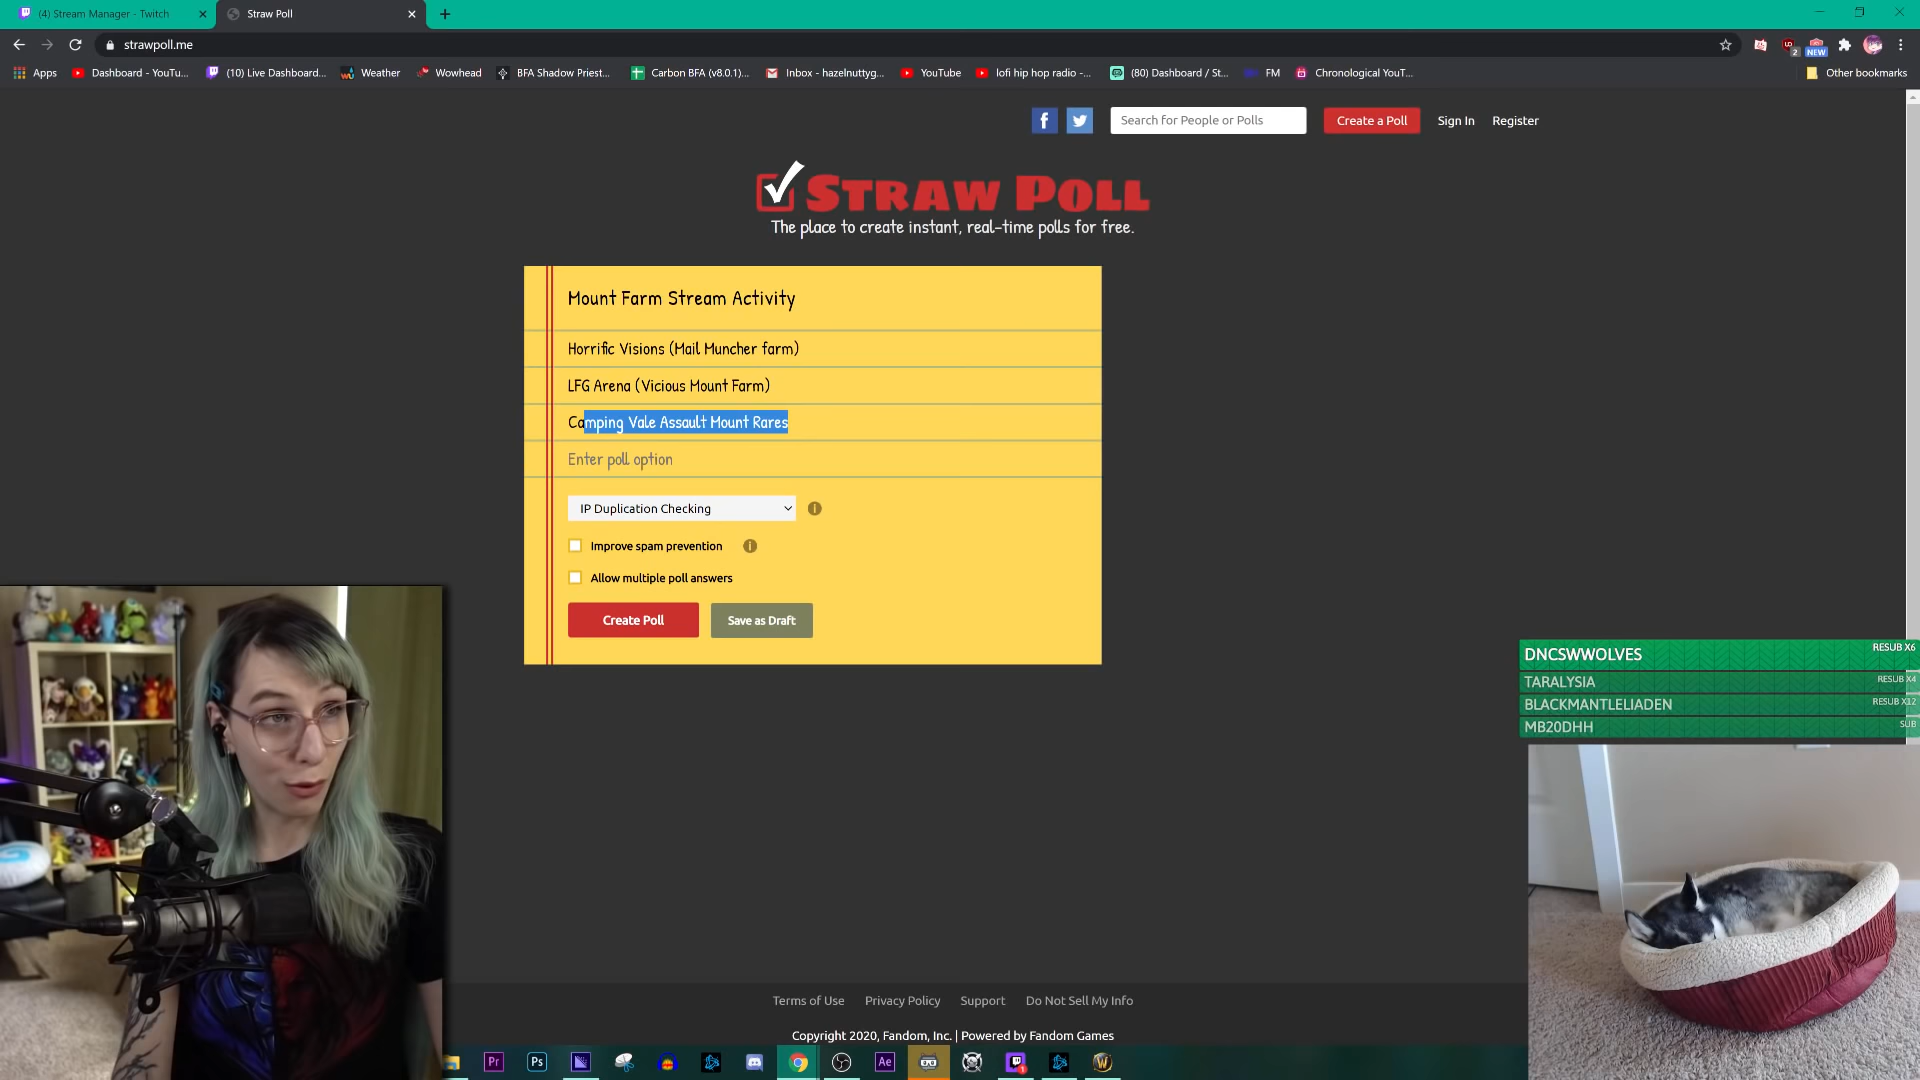 (4) Stream Manager - Twitch
Straw Poll
strawpoll.me
2
NEW
Apps
Dashboard - YouTu...
(10) Live Dashboard...
Weather
Wowhead
BFA Shadow Priest...
Carbon BFA (v8.0.1)...
Inbox - hazelnuttyg...
YouTube
lofi hip hop radio -...
(80) Dashboard / St...
FM
Chronological YouT...
Other bookmarks
Search for People or Polls
Create a Poll
Sign In
Register
STRAW POLL
The place to create instant, real-time polls for free.
Mount Farm Stream Activity
Horrific Visions (Mail Muncher farm)
LFG Arena (Vicious Mount Farm)
Camping Vale Assault Mount Rares
Enter poll option
IP Duplication Checking
Improve spam prevention
Allow multiple poll answers
Create Poll
Save as Draft
DNCSWWOLVES RESUB X6
TARALYSIA RESUB X4
BLACKMANTLELIADEN RESUB X12
MB20DHH SUB
Terms of Use
Privacy Policy
Support
Do Not Sell My Info
Copyright 2020, Fandom, Inc. | Powered by Fandom Games
Pr
Ps
Ae